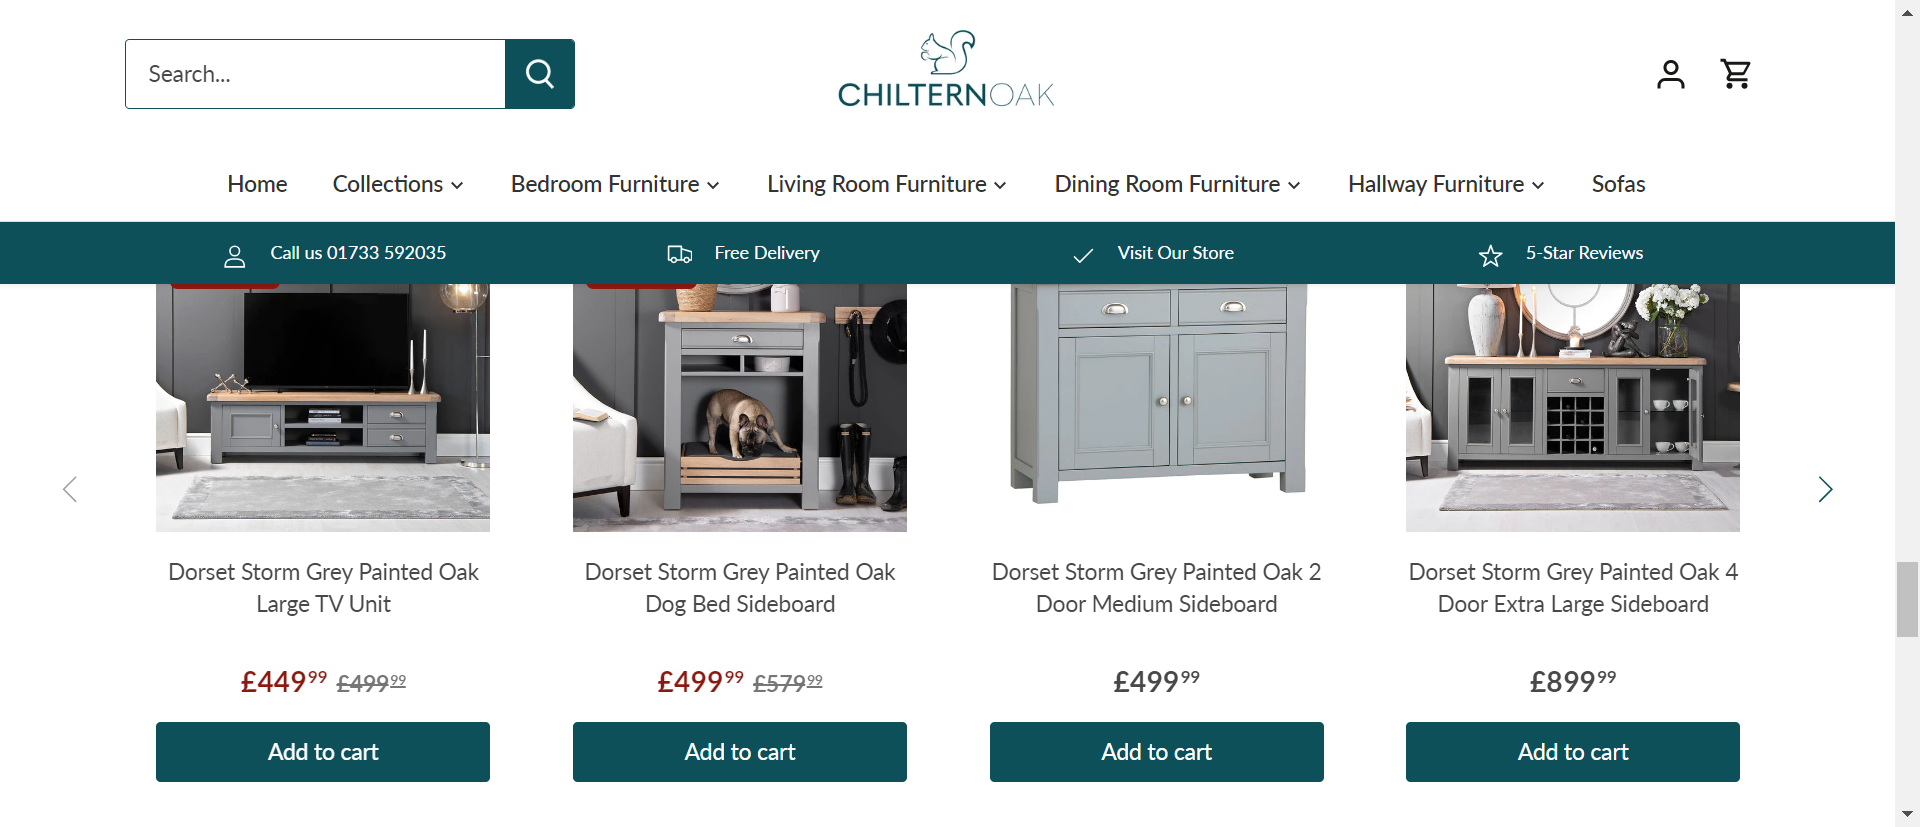 Search...
CHILTERNOAK
Home
Collections
Bedroom Furniture
Living Room Furniture
Dining Room Furniture
Hallway Furniture
Sofas
Call us 01733 592035
Free Delivery
Visit Our Store
5-Star Reviews
Dorset Storm Grey Painted Oak
Large TV Unit
£449.99 £499.99
Add to cart
Dorset Storm Grey Painted Oak
Dog Bed Sideboard
£499.99 £579.99
Add to cart
Dorset Storm Grey Painted Oak 2
Door Medium Sideboard
£499.99
Add to cart
Dorset Storm Grey Painted Oak 4
Door Extra Large Sideboard
£899.99
Add to cart